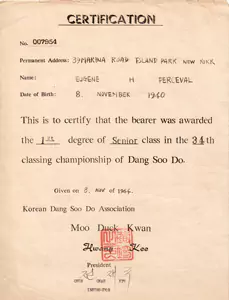 CERTIFICATION
No. 007954
Permanent Address: 37MARINA ROAD ISLAND PARK NEW YORK
Name: EUGENE H PERCEVAL
Date of Birth: 8. NOVEMBER 1940
This is to certify that the bearer was awarded
the 1st degree of Senior class in the 34th
classing championship of Dang Soo Do.
Given on 8. NOV of 1964.
Korean Dang Soo Do Association
Moo Duck Kwan
Hwang Kee
President